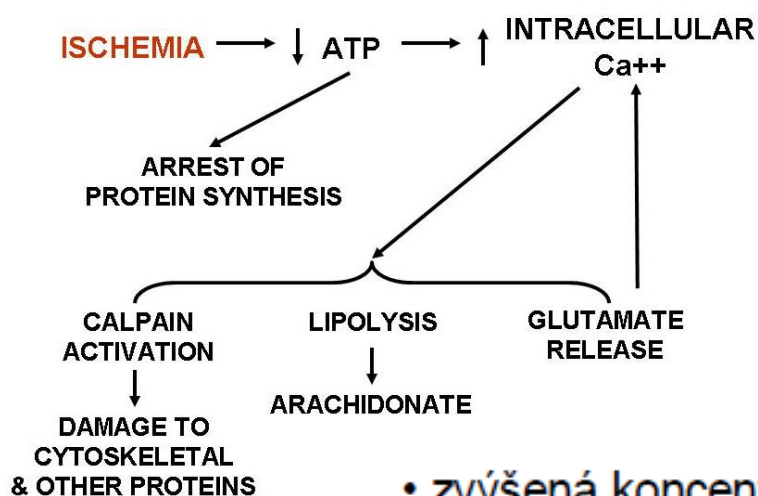 ISCHEMIA ATP INTRACELLULAR
Ca++
ARREST OF
PROTEIN SYNTHESIS
CALPAIN
ACTIVATION
LIPOLYSIS
GLUTAMATE
RELEASE
ARACHIDONATE
DAMAGE TO
CYTOSKELETAL
& OTHER PROTEINS
• zvýšená